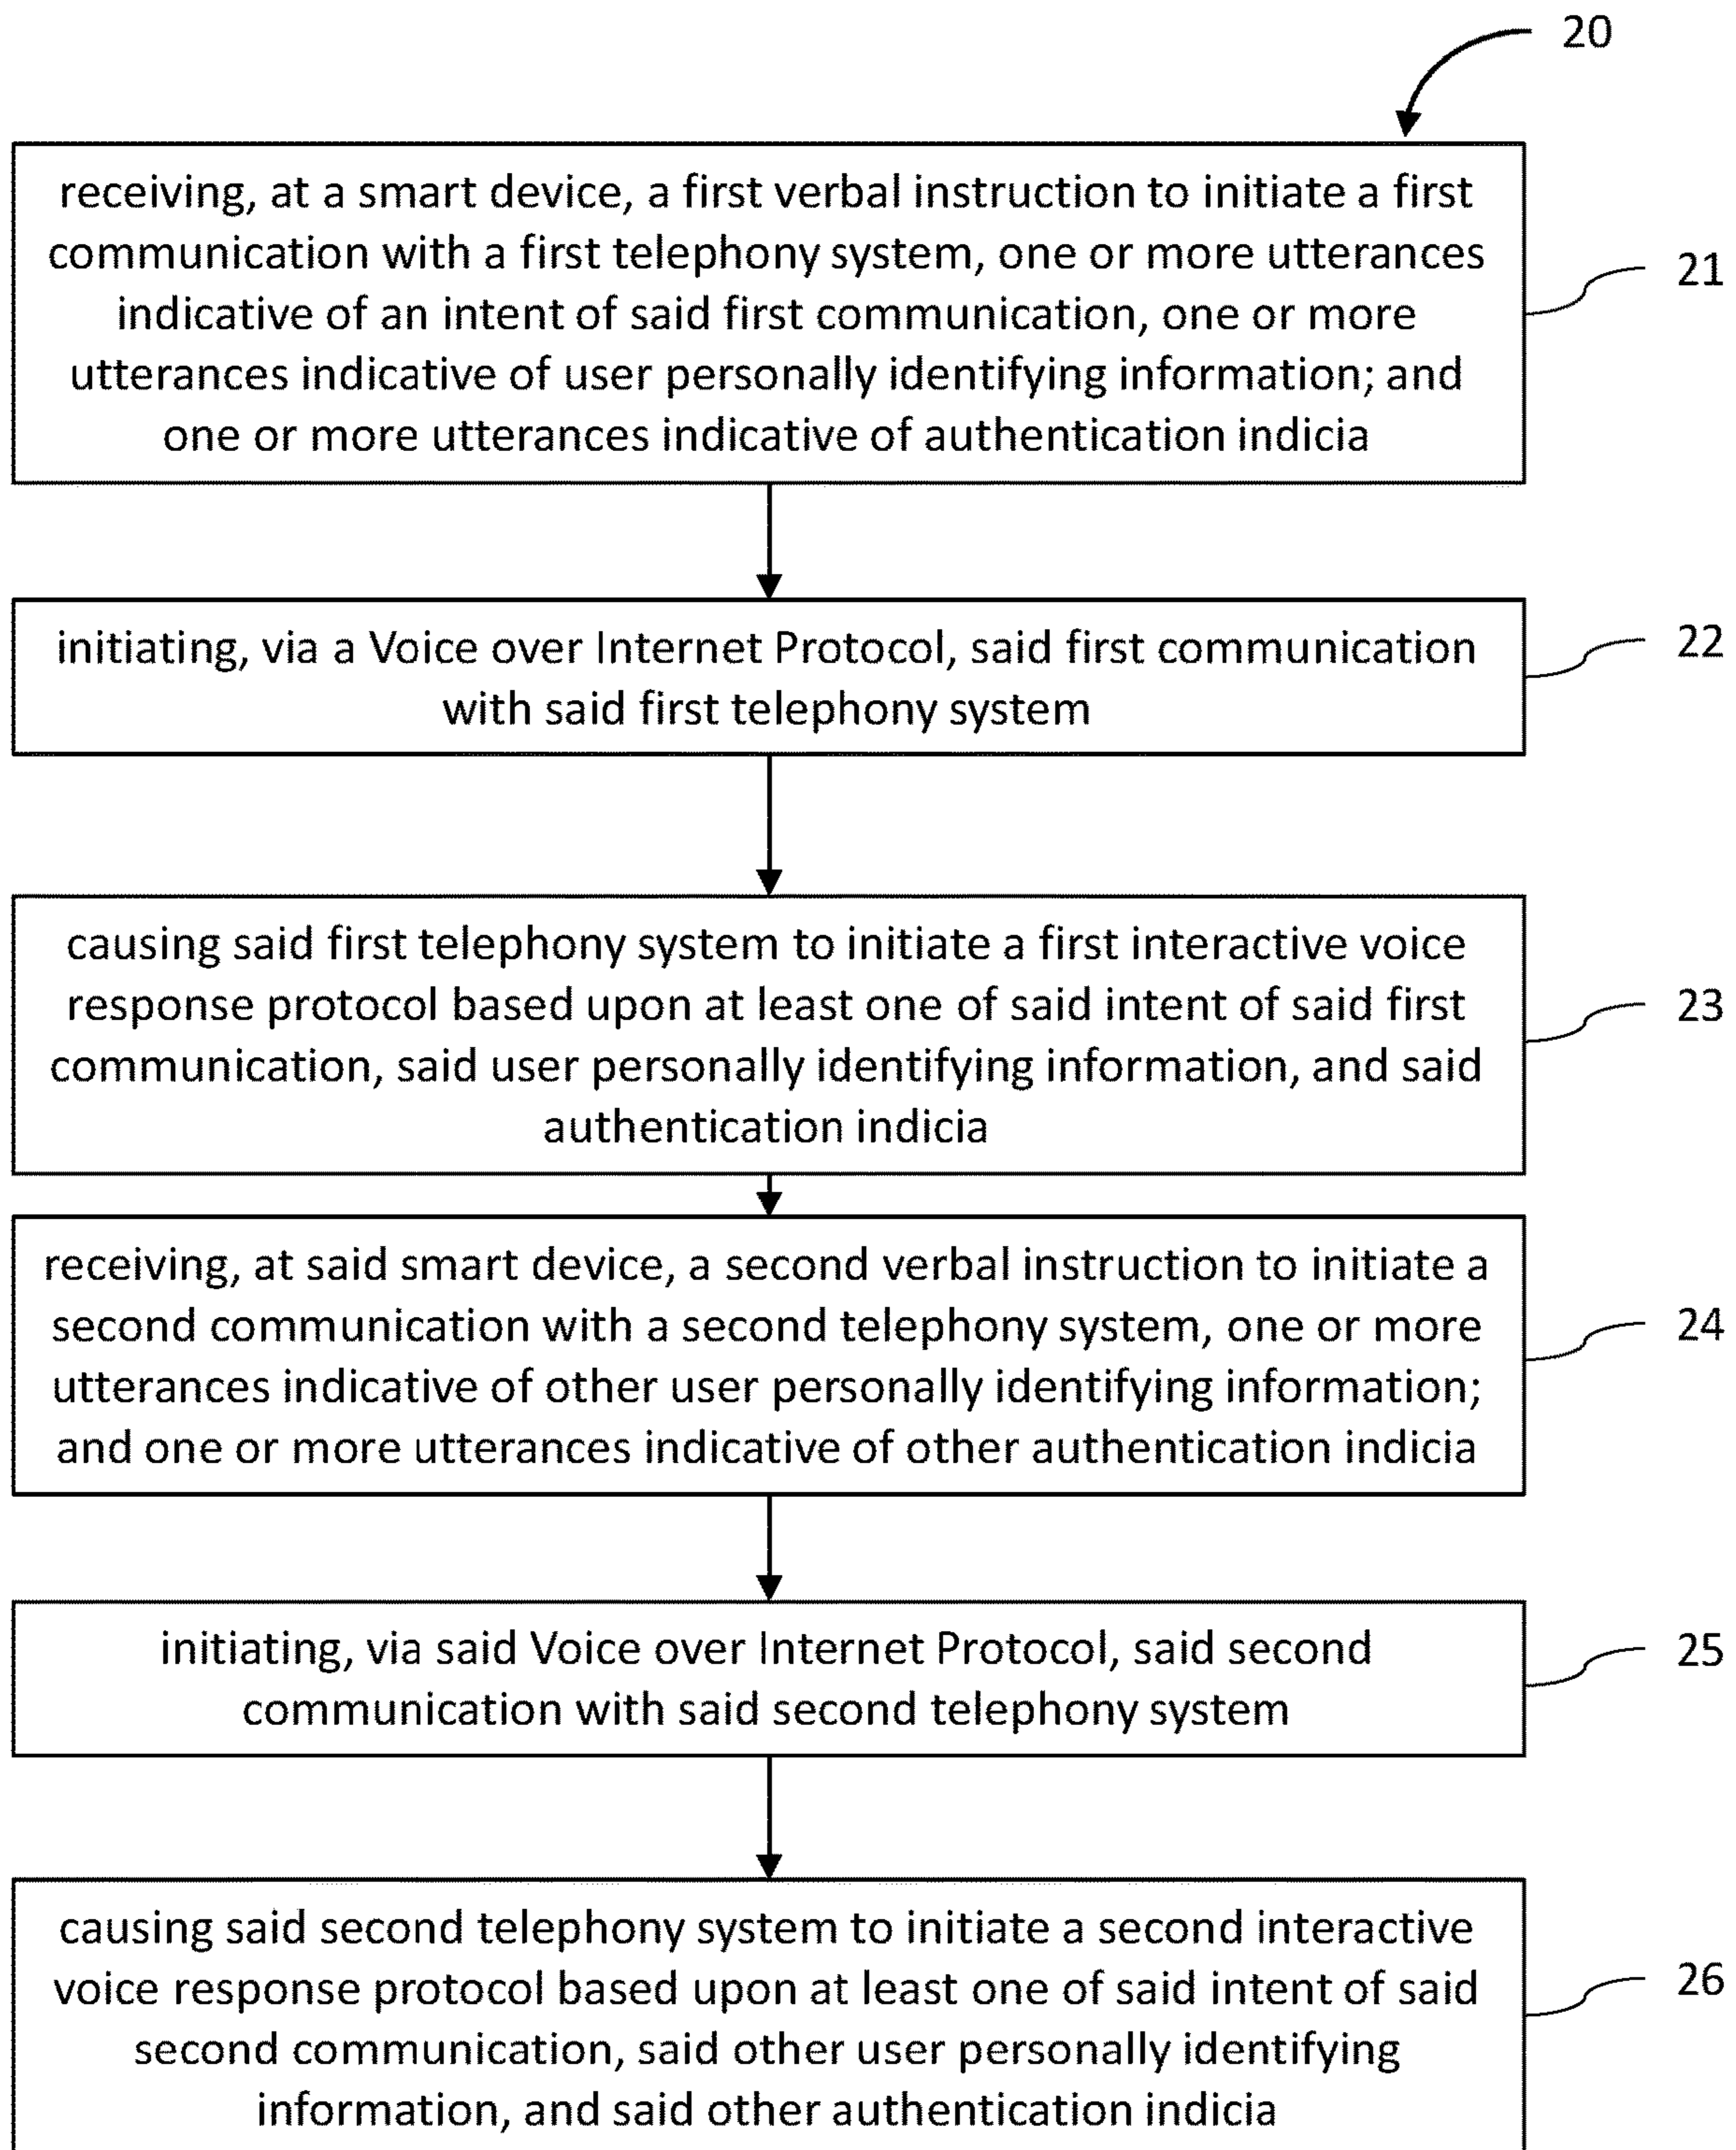 20
receiving, at a smart device, a first verbal instruction to initiate a first
communication with a first telephony system, one or more utterances
indicative of an intent of said first communication, one or more
utterances indicative of user personally identifying information; and
one or more utterances indicative of authentication indicia
21
initiating, via a Voice over Internet Protocol, said first communication
with said first telephony system
22
causing said first telephony system to initiate a first interactive voice
response protocol based upon at least one of said intent of said first
communication, said user personally identifying information, and said
authentication indicia
23
receiving, at said smart device, a second verbal instruction to initiate a
second communication with a second telephony system, one or more
utterances indicative of other user personally identifying information;
and one or more utterances indicative of other authentication indicia
24
initiating, via said Voice over Internet Protocol, said second
communication with said second telephony system
25
causing said second telephony system to initiate a second interactive
voice response protocol based upon at least one of said intent of said
second communication, said other user personally identifying
information, and said other authentication indicia
26